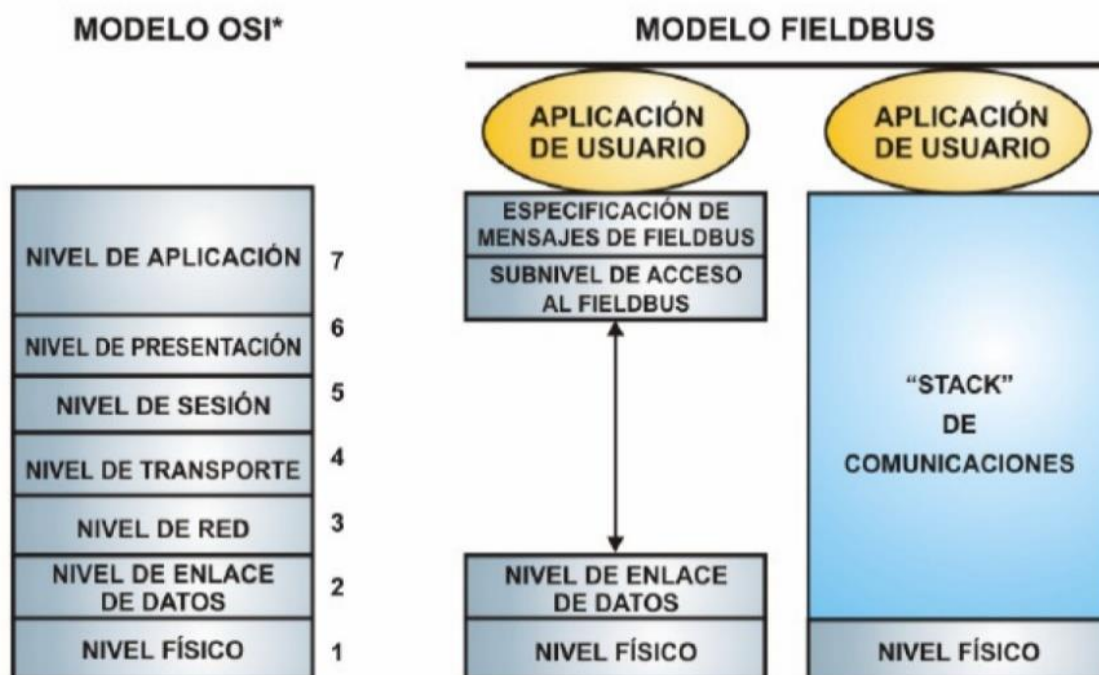 MODELO OSI*
NIVEL DE APLICACIÓN 7
NIVEL DE PRESENTACIÓN 6
NIVEL DE SESIÓN 5
NIVEL DE TRANSPORTE 4
NIVEL DE RED 3
NIVEL DE ENLACE
DE DATOS 2
NIVEL FÍSICO 1
MODELO FIELDBUS
APLICACIÓN
DE USUARIO
ESPECIFICACIÓN DE
MENSAJES DE FIELDBUS
SUBNIVEL DE ACCESO
AL FIELDBUS
NIVEL DE ENLACE
DE DATOS
NIVEL FÍSICO
APLICACIÓN
DE USUARIO
“STACK”
DE
COMUNICACIONES
NIVEL FÍSICO